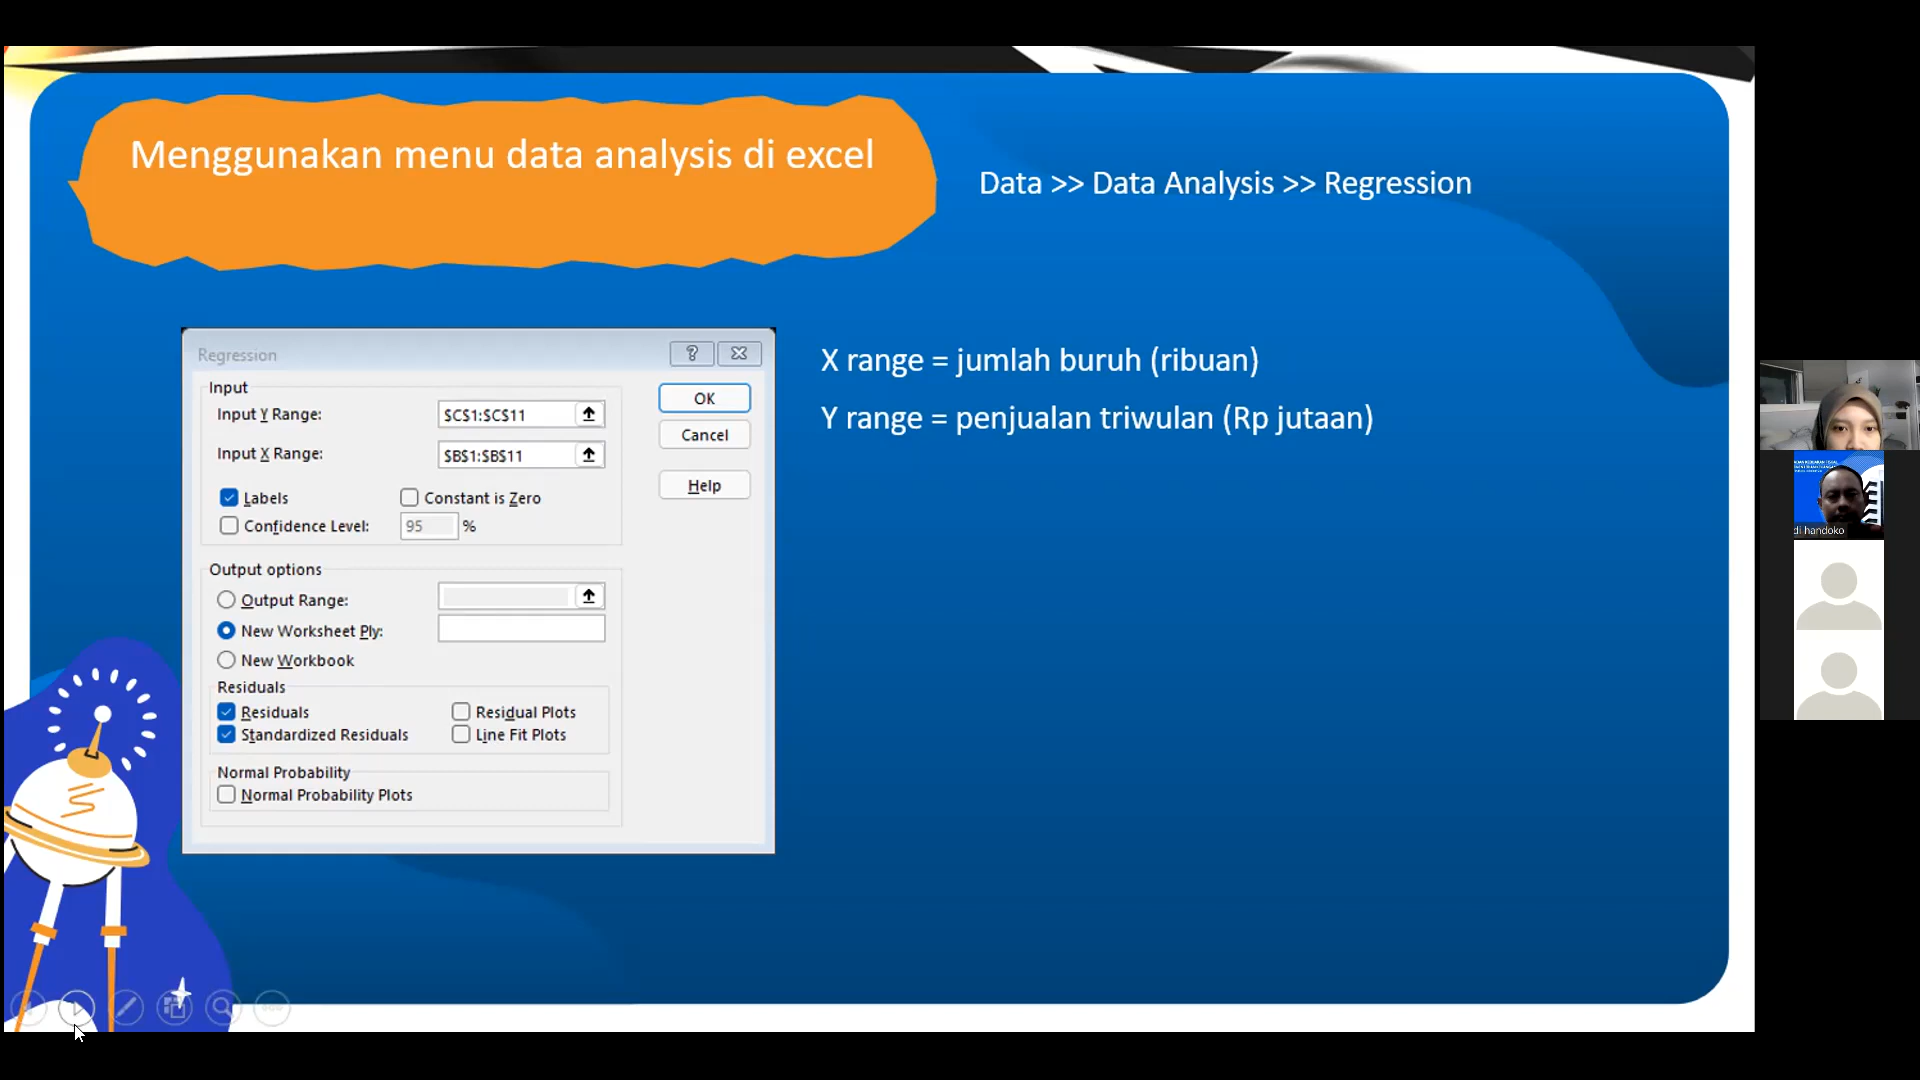 Menggunakan menu data analysis di excel
Data >> Data Analysis >> Regression
Regression
Input
Input Y Range:
$C$1:$C$11
Input X Range:
$B$1:$B$11
Labels
Constant is Zero
Confidence Level:
95
%
OK
Cancel
Help
Output options
Output Range:
New Worksheet Ply:
New Workbook
Residuals
Residuals
Residual Plots
Standardized Residuals
Line Fit Plots
Normal Probability
Normal Probability Plots
X range = jumlah buruh (ribuan)
Y range = penjualan triwulan (Rp jutaan)
di handoko